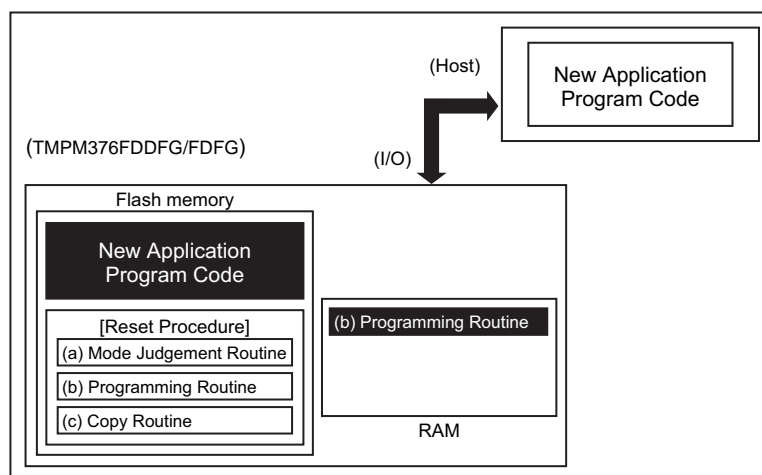 (Host)
New Application
Program Code
(TMPM376FDDFG/FDFG)
(I/O)
Flash memory
New Application
Program Code
[Reset Procedure]
(a) Mode Judgement Routine
(b) Programming Routine
(c) Copy Routine
(b) Programming Routine
RAM